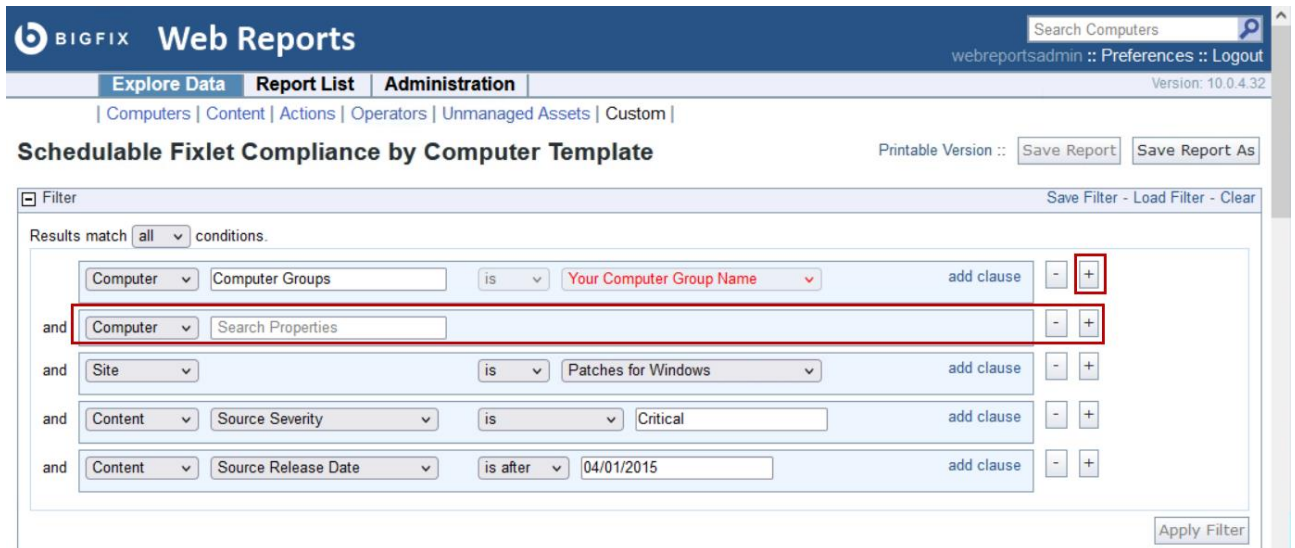 BIGFIX Web Reports
Search Computers
webreportsadmin :: Preferences :: Logout
Explore Data Report List Administration
Version: 10.0.4.32
| Computers | Content | Actions | Operators | Unmanaged Assets | Custom |
Schedulable Fixlet Compliance by Computer Template Printable Version :: Save Report Save Report As
Filter Save Filter - Load Filter - Clear
Results match all conditions.
Computer Computer Groups is Your Computer Group Name add clause - +
and Computer Search Properties - +
and Site is Patches for Windows add clause - +
and Content Source Severity is Critical add clause - +
and Content Source Release Date is after 04/01/2015 add clause - +
Apply Filter